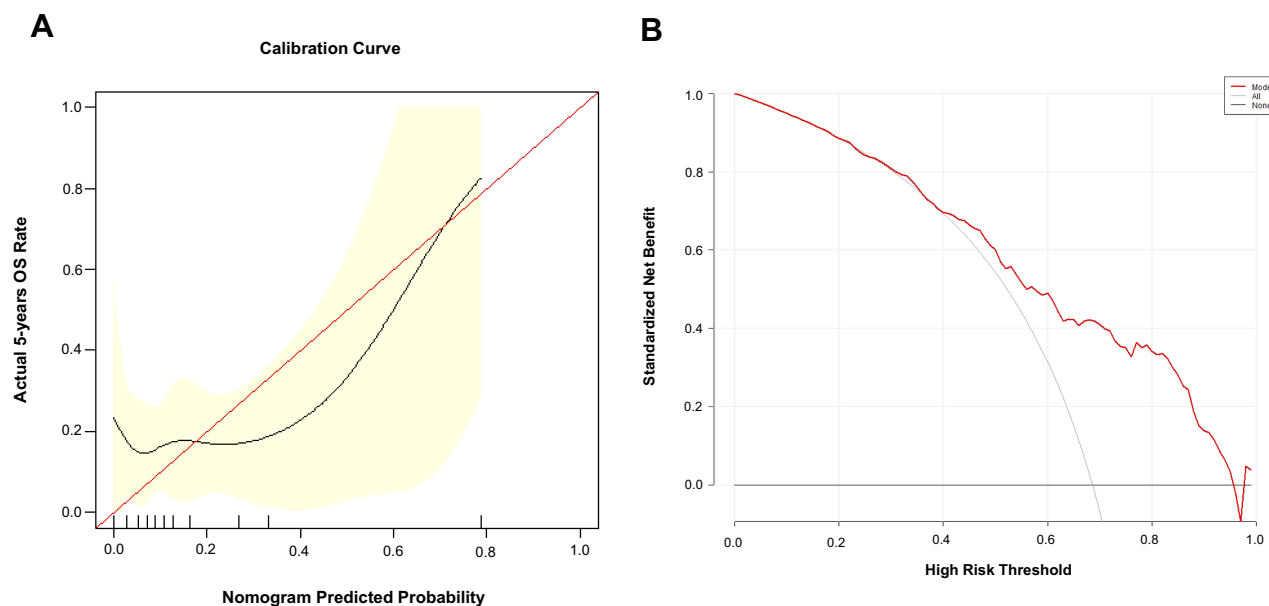 A
Calibration Curve
1.0
0.8
0.6
0.4
0.2
0.0
Actual 5-years OS Rate
0.0 0.2 0.4 0.6 0.8 1.0
Nomogram Predicted Probability
B
Mode
All
None
1.0
0.8
0.6
0.4
0.2
0.0
Standardized Net Benefit
0.0 0.2 0.4 0.6 0.8 1.0
High Risk Threshold